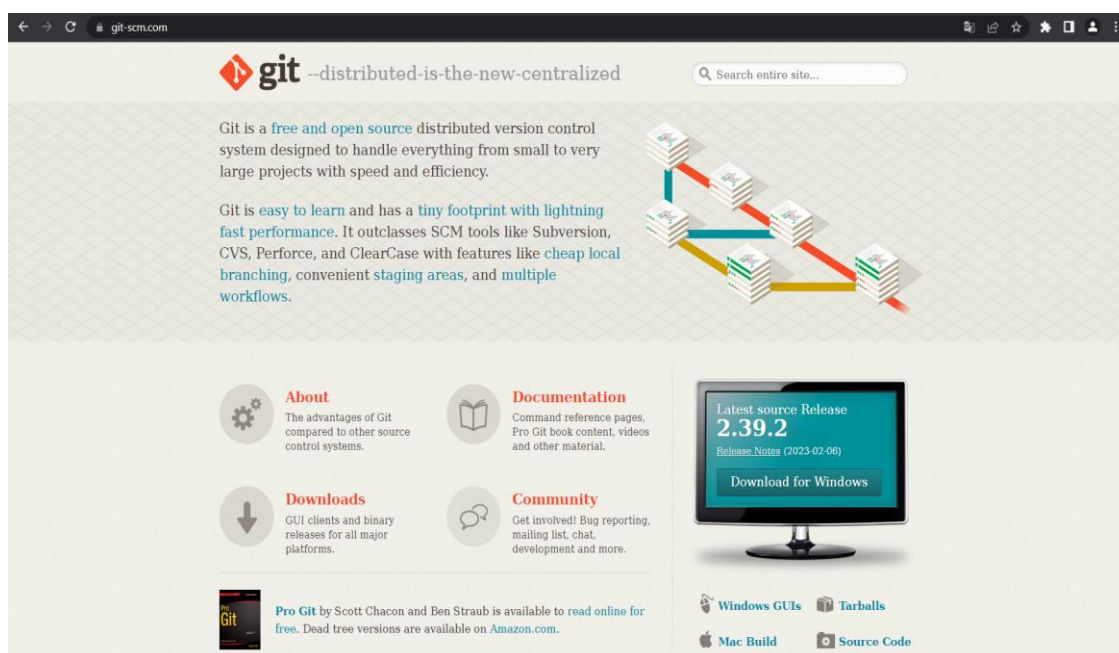 git-scm.com
git --distributed-is-the-new-centralized
Search entire site...
Git is a free and open source distributed version control
system designed to handle everything from small to very
large projects with speed and efficiency.
Git is easy to learn and has a tiny footprint with lightning
fast performance. It outclasses SCM tools like Subversion,
CVS, Perforce, and ClearCase with features like cheap local
branching, convenient staging areas, and multiple
workflows.
About
The advantages of Git
compared to other source
control systems.
Documentation
Command reference pages,
Pro Git book content, videos
and other material.
Downloads
GUI clients and binary
releases for all major
platforms.
Community
Get involved! Bug reporting,
mailing list, chat,
development and more.
Pro
Git
Pro Git by Scott Chacon and Ben Straub is available to read online for
free. Dead tree versions are available on Amazon.com.
Latest source Release
2.39.2
Release Notes (2023-02-06)
Download for Windows
Windows GUIs
Tarballs
Mac Build
Source Code